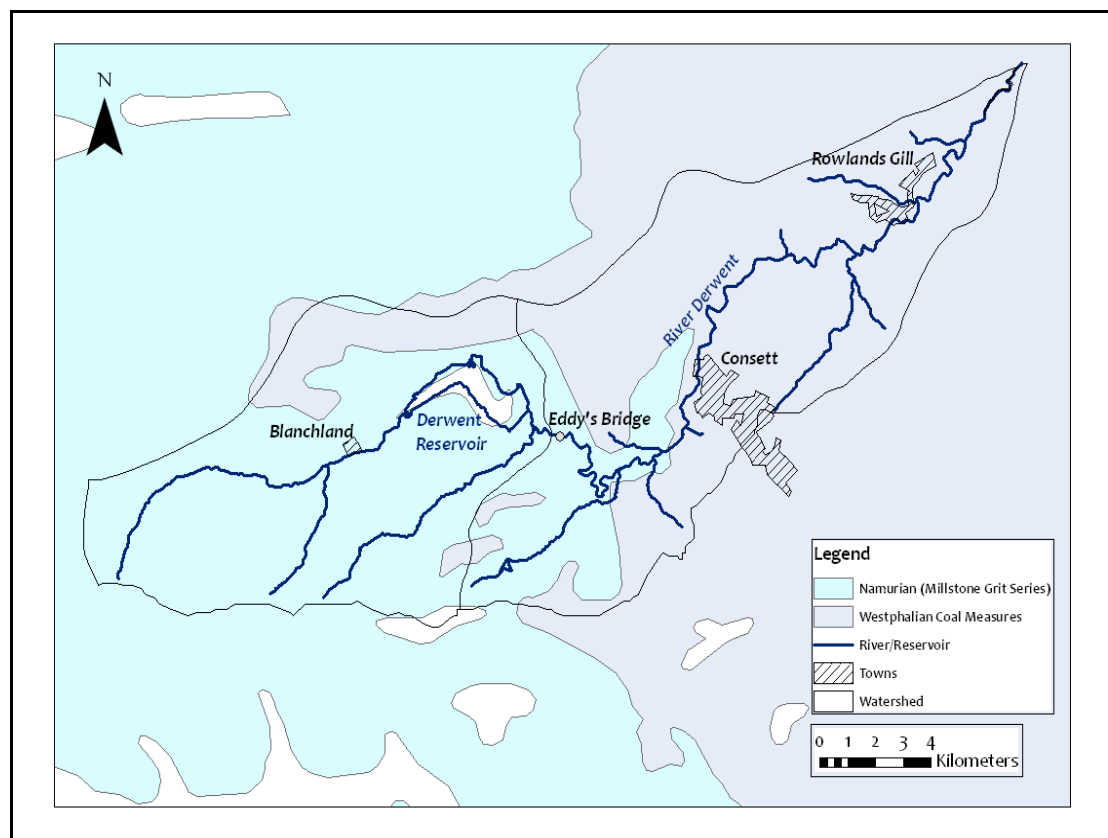 N
Rowlands Gill
River Derwent
Consett
Eddy's Bridge
Blanchland
Derwent
Reservoir
Legend
Namurian (Millstone Grit Series)
Westphalian Coal Measures
River/Reservoir
Towns
Watershed
0 1 2 3 4
Kilometers